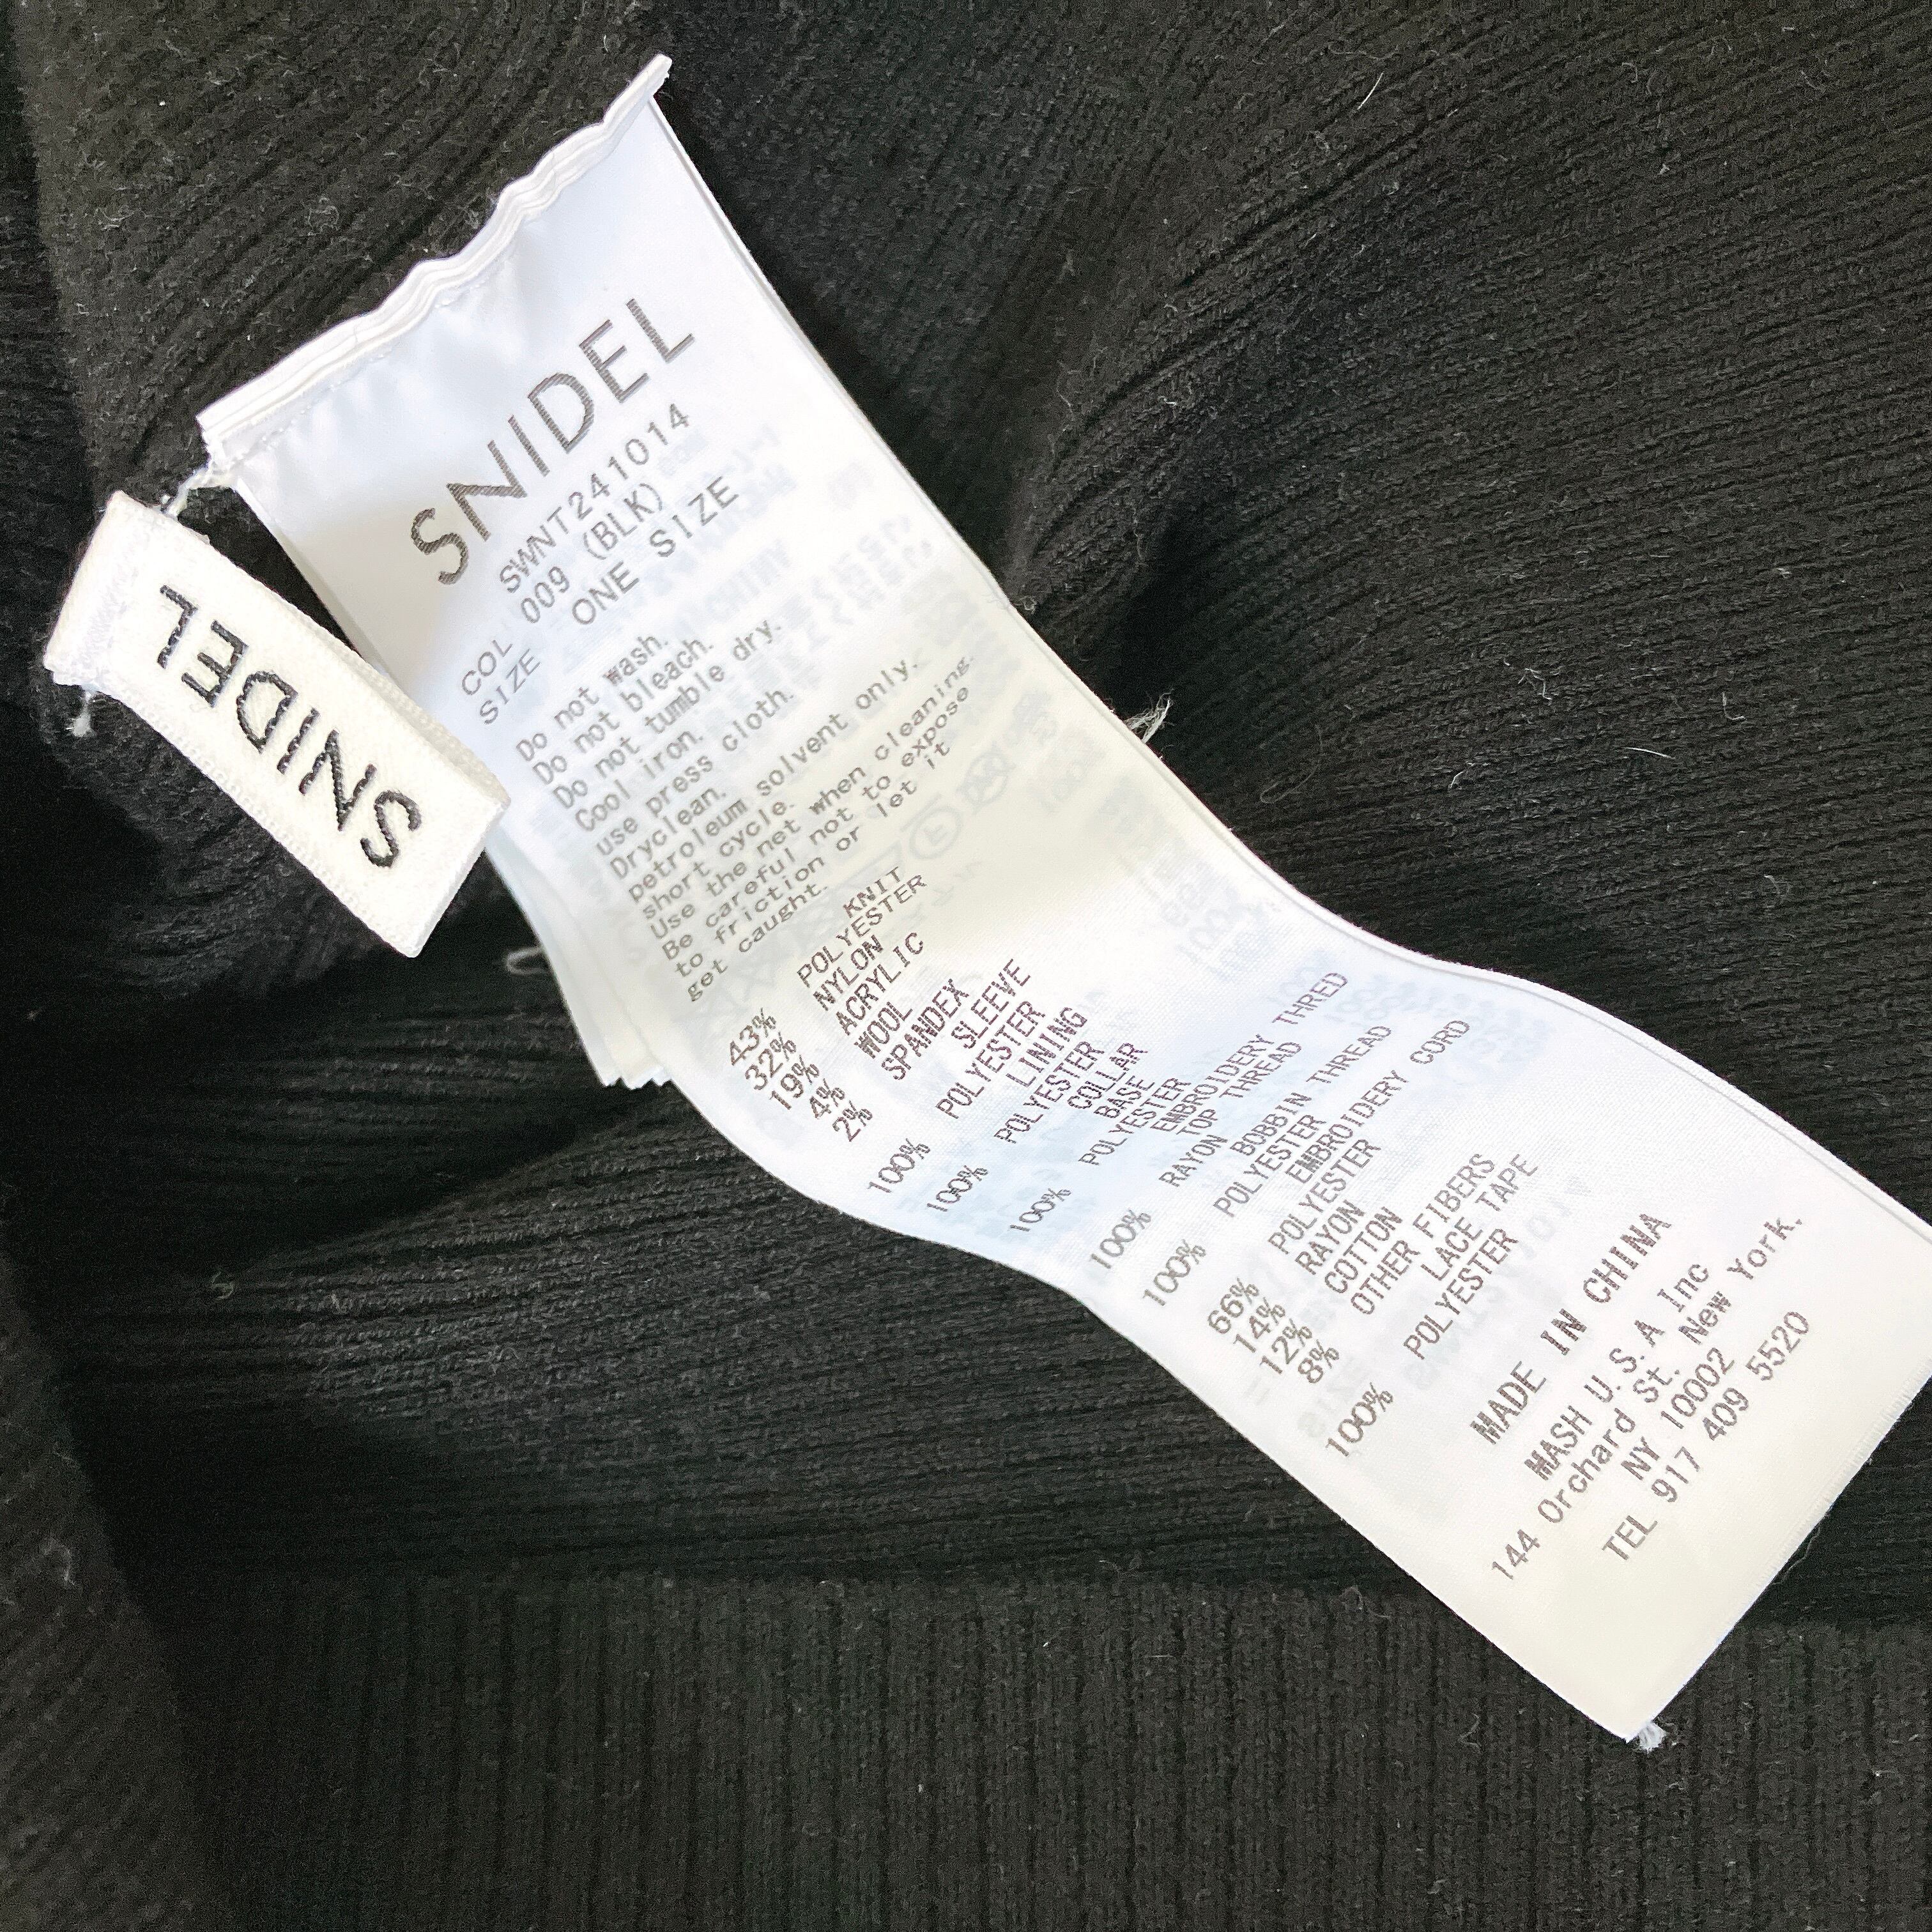 SNIDEL
SWNT241014
COL 009 (BLK)
SIZE ONE SIZE
Do not wash.
Do not bleach.
Do not tumble dry.
Cool iron.
use press cloth.
Dryclean.
petroleum solvent only.
short cycle.
Use the net when cleaning.
Be careful not to expose
to friction or let it
get caught.
KNIT
43% POLYESTER
32% NYLON
19% ACRYLIC
4% WOOL
2% SPANDEX
SLEEVE
100% POLYESTER
LINING
100% POLYESTER
COLLAR
BASE
100% POLYESTER
EMBROIDERY THRED
TOP THREAD
100% RAYON
BOBBIN THREAD
100% POLYESTER
EMBROIDERY CORD
66% POLYESTER
14% RAYON
12% COTTON
8% OTHER FIBERS
LACE TAPE
100% POLYESTER
MADE IN CHINA
MASH U.S.A Inc
144 Orchard St. New York.
NY 10002
TEL 917 409 5520
SNIDEL